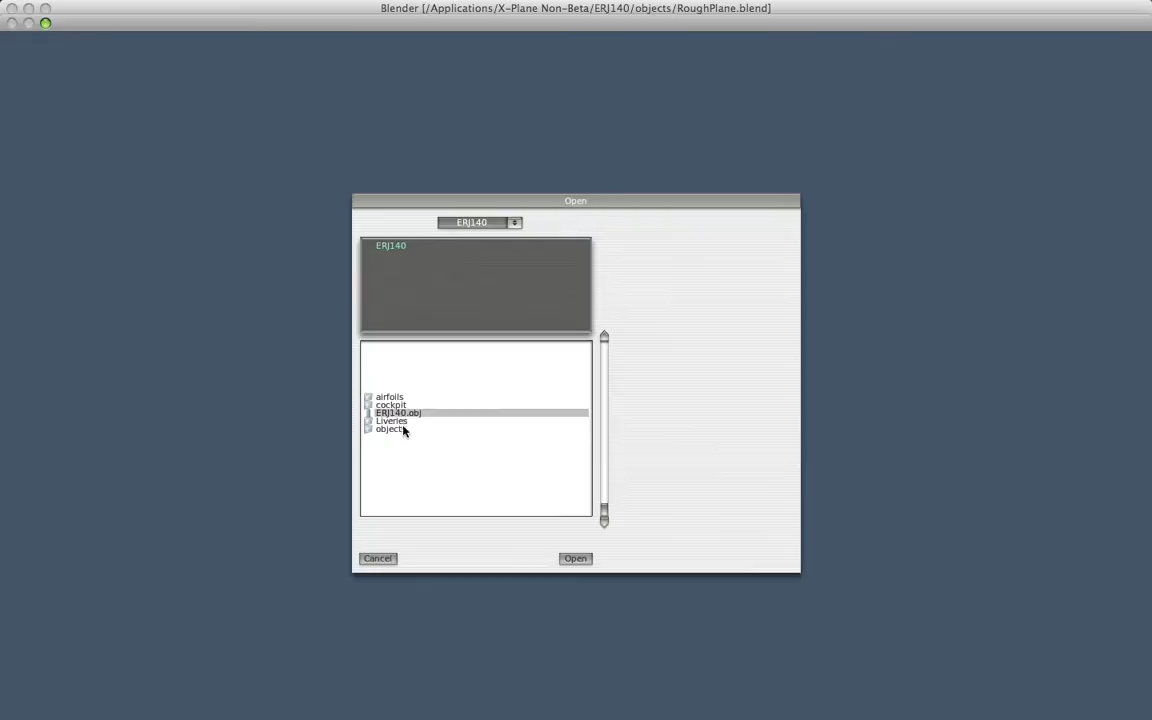 Blender [/Applications/X-Plane Non-Beta/ERJ140/objects/RoughPlane.blend]
Open
ERJ140
ERJ140
airfoils
cockpit
ERJ140.obj
Liveries
objects
Cancel
Open